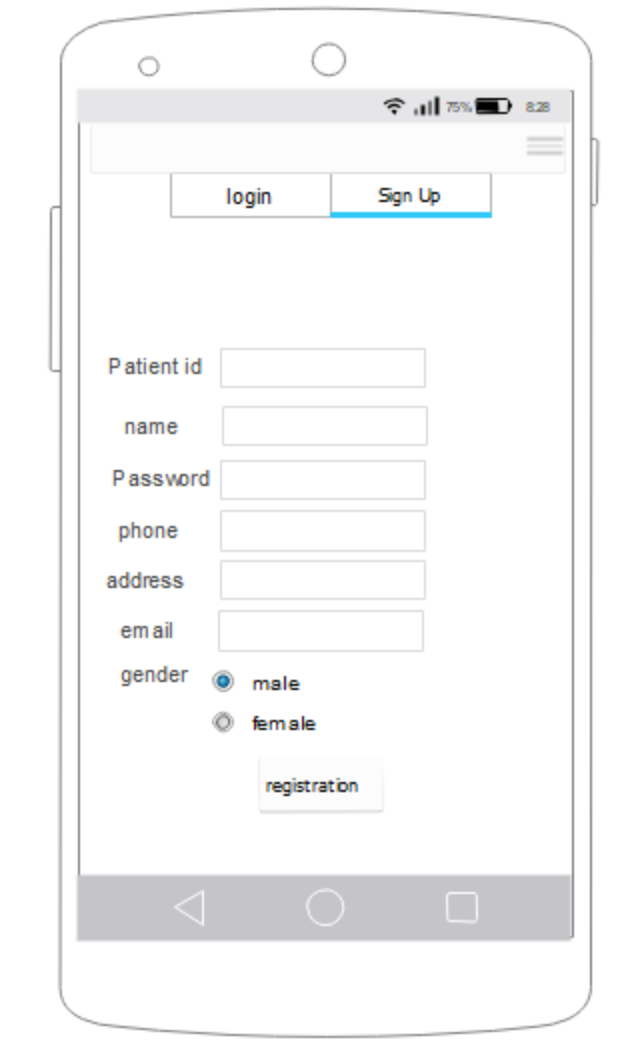 75% 8:28
login Sign Up
Patient id
name
Password
phone
address
email
gender male
female
registration